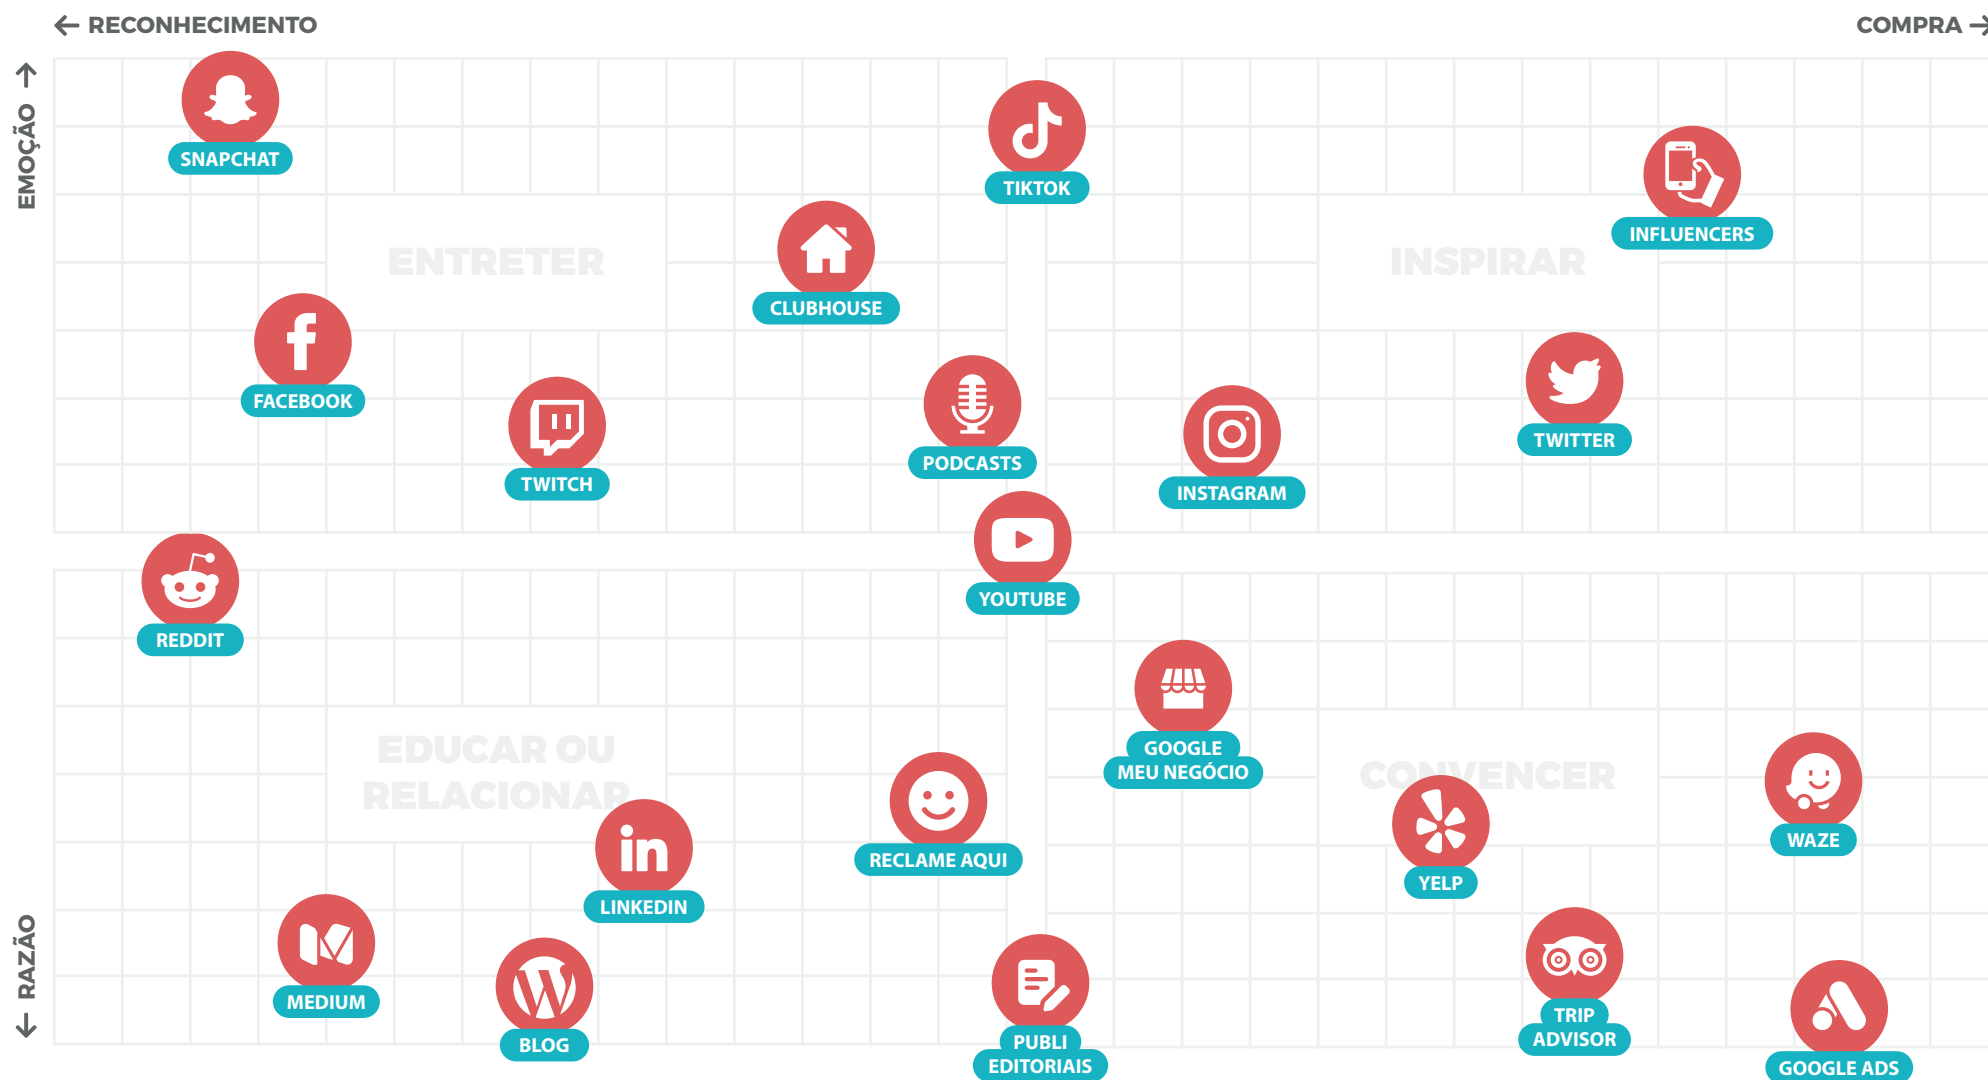 ← RECONHECIMENTO
COMPRA →
EMOÇÃO →
SNAPCHAT
TIKTOK
INFLUENCERS
ENTRETER
INSPIRAR
CLUBHOUSE
FACEBOOK
TWITTER
PODCASTS
TWITCH
INSTAGRAM
YOUTUBE
REDDIT
EDUCAR OU
RELACIONAR
GOOGLE
MEU NEGÓCIO
CONVENCER
WAZE
RECLAME AQUI
YELP
LINKEDIN
← RAZÃO
MEDIUM
BLOG
PUBLI
EDITORIAIS
TRIP
ADVISOR
GOOGLE ADS